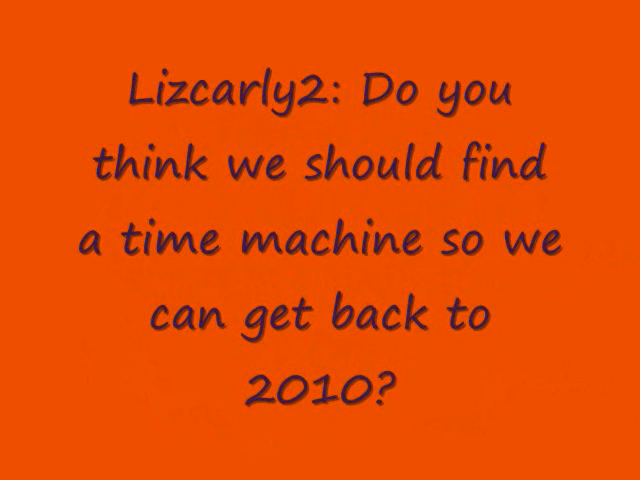 Lizcarly2: Do you
think we should find
a time machine so we
can get back to
2010?